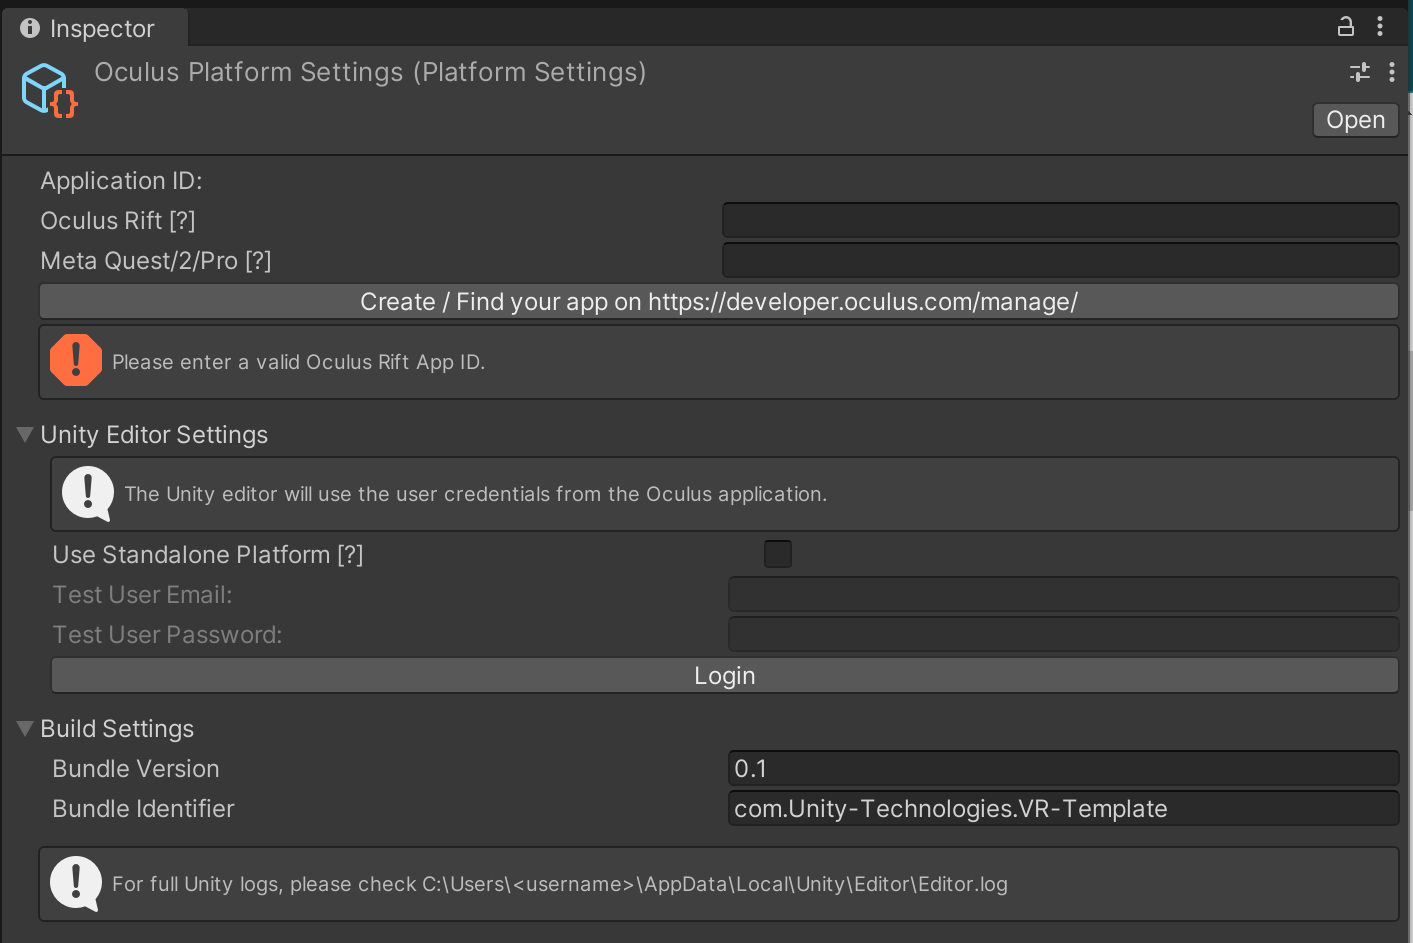 Inspector
Oculus Platform Settings (Platform Settings)
Open
Application ID:
Oculus Rift [?]
Meta Quest/2/Pro [?]
Create / Find your app on https://developer.oculus.com/manage/
Please enter a valid Oculus Rift App ID.
Unity Editor Settings
The Unity editor will use the user credentials from the Oculus application.
Use Standalone Platform [?]
Test User Email:
Test User Password:
Login
Build Settings
Bundle Version 0.1
Bundle Identifier com.Unity-Technologies.VR-Template
For full Unity logs, please check C:\Users\<username>\AppData\Local\Unity\Editor\Editor.log